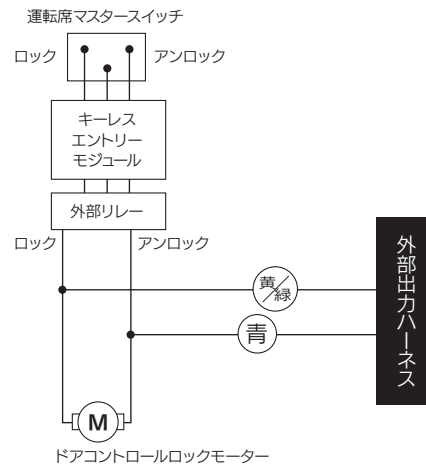 運転席マスタースイッチ
ロック
アンロック
キーレス
エントリー
モジュール
外部リレー
ロック
アンロック
黄/緑
青
外部出力ハーネス
M
ドアコントロールロックモーター